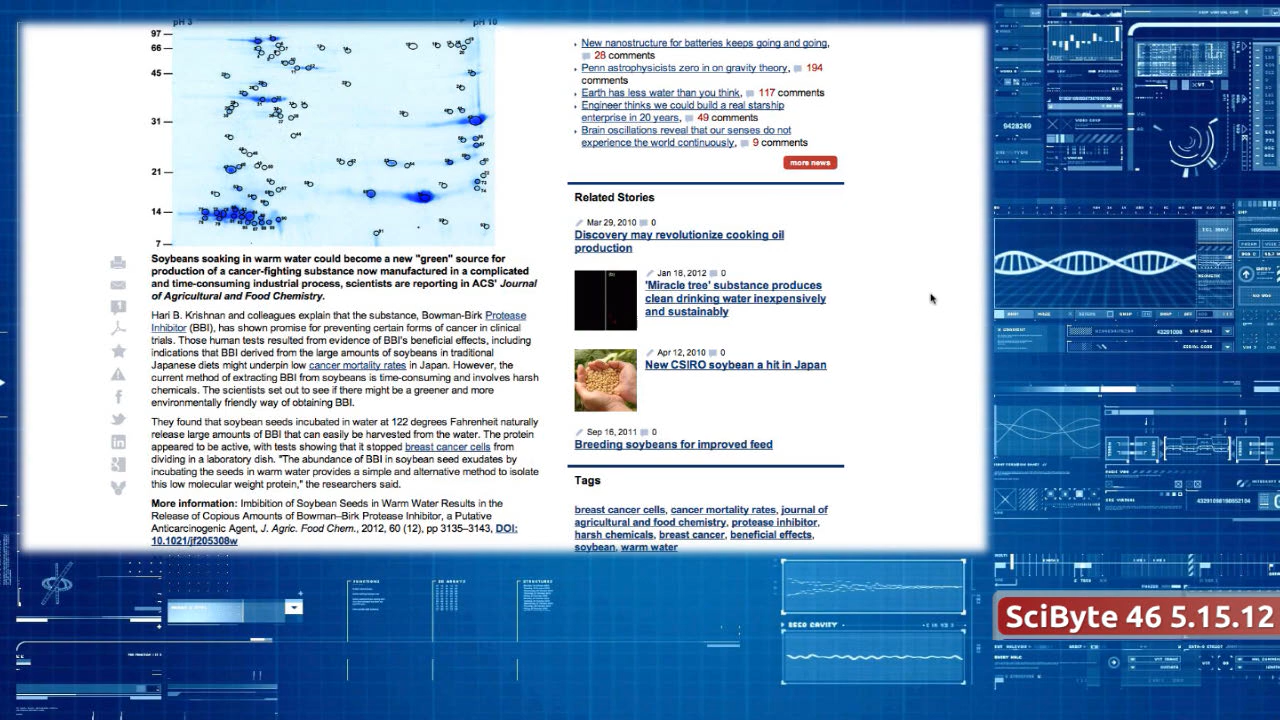 pH 3
pH 10
97
66
45
31
21
14
7
Soybeans soaking in warm water could become a new "green" source for
production of a cancer-fighting substance now manufactured in a complicated
and time-consuming industrial process, scientists are reporting in ACS' Journal
of Agricultural and Food Chemistry.
Hari B. Krishnan and colleagues explain that the substance, Bowman-Birk Protease
Inhibitor (BBI), has shown promise for preventing certain forms of cancer in clinical
trials. Those human tests resulted from evidence of BBI's beneficial effects, including
indications that BBI derived from the large amounts of soybeans in traditional
Japanese diets might underpin low cancer mortality rates in Japan. However, the
current method of extracting BBI from soybeans is time-consuming and involves harsh
chemicals. The scientists set out to see if there might be a greener and more
environmentally friendly way of obtaining BBI.
They found that soybean seeds incubated in water at 122 degrees Fahrenheit naturally
release large amounts of BBI that can easily be harvested from the water. The protein
appeared to be active, with tests showing that it stopped breast cancer cells from
dividing in a laboratory dish. "The abundance of BBI in soybean seed exudates by
incubating the seeds in warm water provides a simple and alternative method to isolate
this low molecular weight protein," the researchers said.
More information: Imbibition of Soybean Seeds in Warm Water Results in the
Release of Copious Amounts of Bowman-Birk Protease Inhibitor, a Putative
Anticarcinogenic Agent, J. Agric. Food Chem., 2012, 60 (12), pp 3135–3143, DOI:
10.1021/jf205308w
New nanostructure for batteries keeps going and going,
28 comments
Penn astrophysicists zero in on gravity theory, 194
comments
Earth has less water than you think, 117 comments
Engineer thinks we could build a real starship
enterprise in 20 years, 49 comments
Brain oscillations reveal that our senses do not
experience the world continuously, 9 comments
more news
Related Stories
Mar 29, 2010 0
Discovery may revolutionize cooking oil
production
Jan 18, 2012 0
'Miracle tree' substance produces
clean drinking water inexpensively
and sustainably
Apr 12, 2010 0
New CSIRO soybean a hit in Japan
Sep 16, 2011 0
Breeding soybeans for improved feed
Tags
breast cancer cells, cancer mortality rates, journal of
agricultural and food chemistry, protease inhibitor,
harsh chemicals, breast cancer, beneficial effects,
soybean, warm water
9428249
SciByte 46 5.15.12